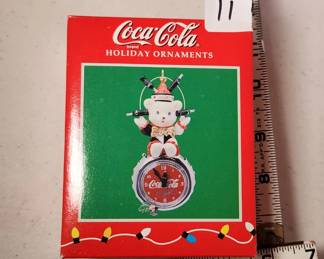 11
Coca-Cola
brand
HOLIDAY ORNAMENTS
Coca-Cola
10
9
8
7